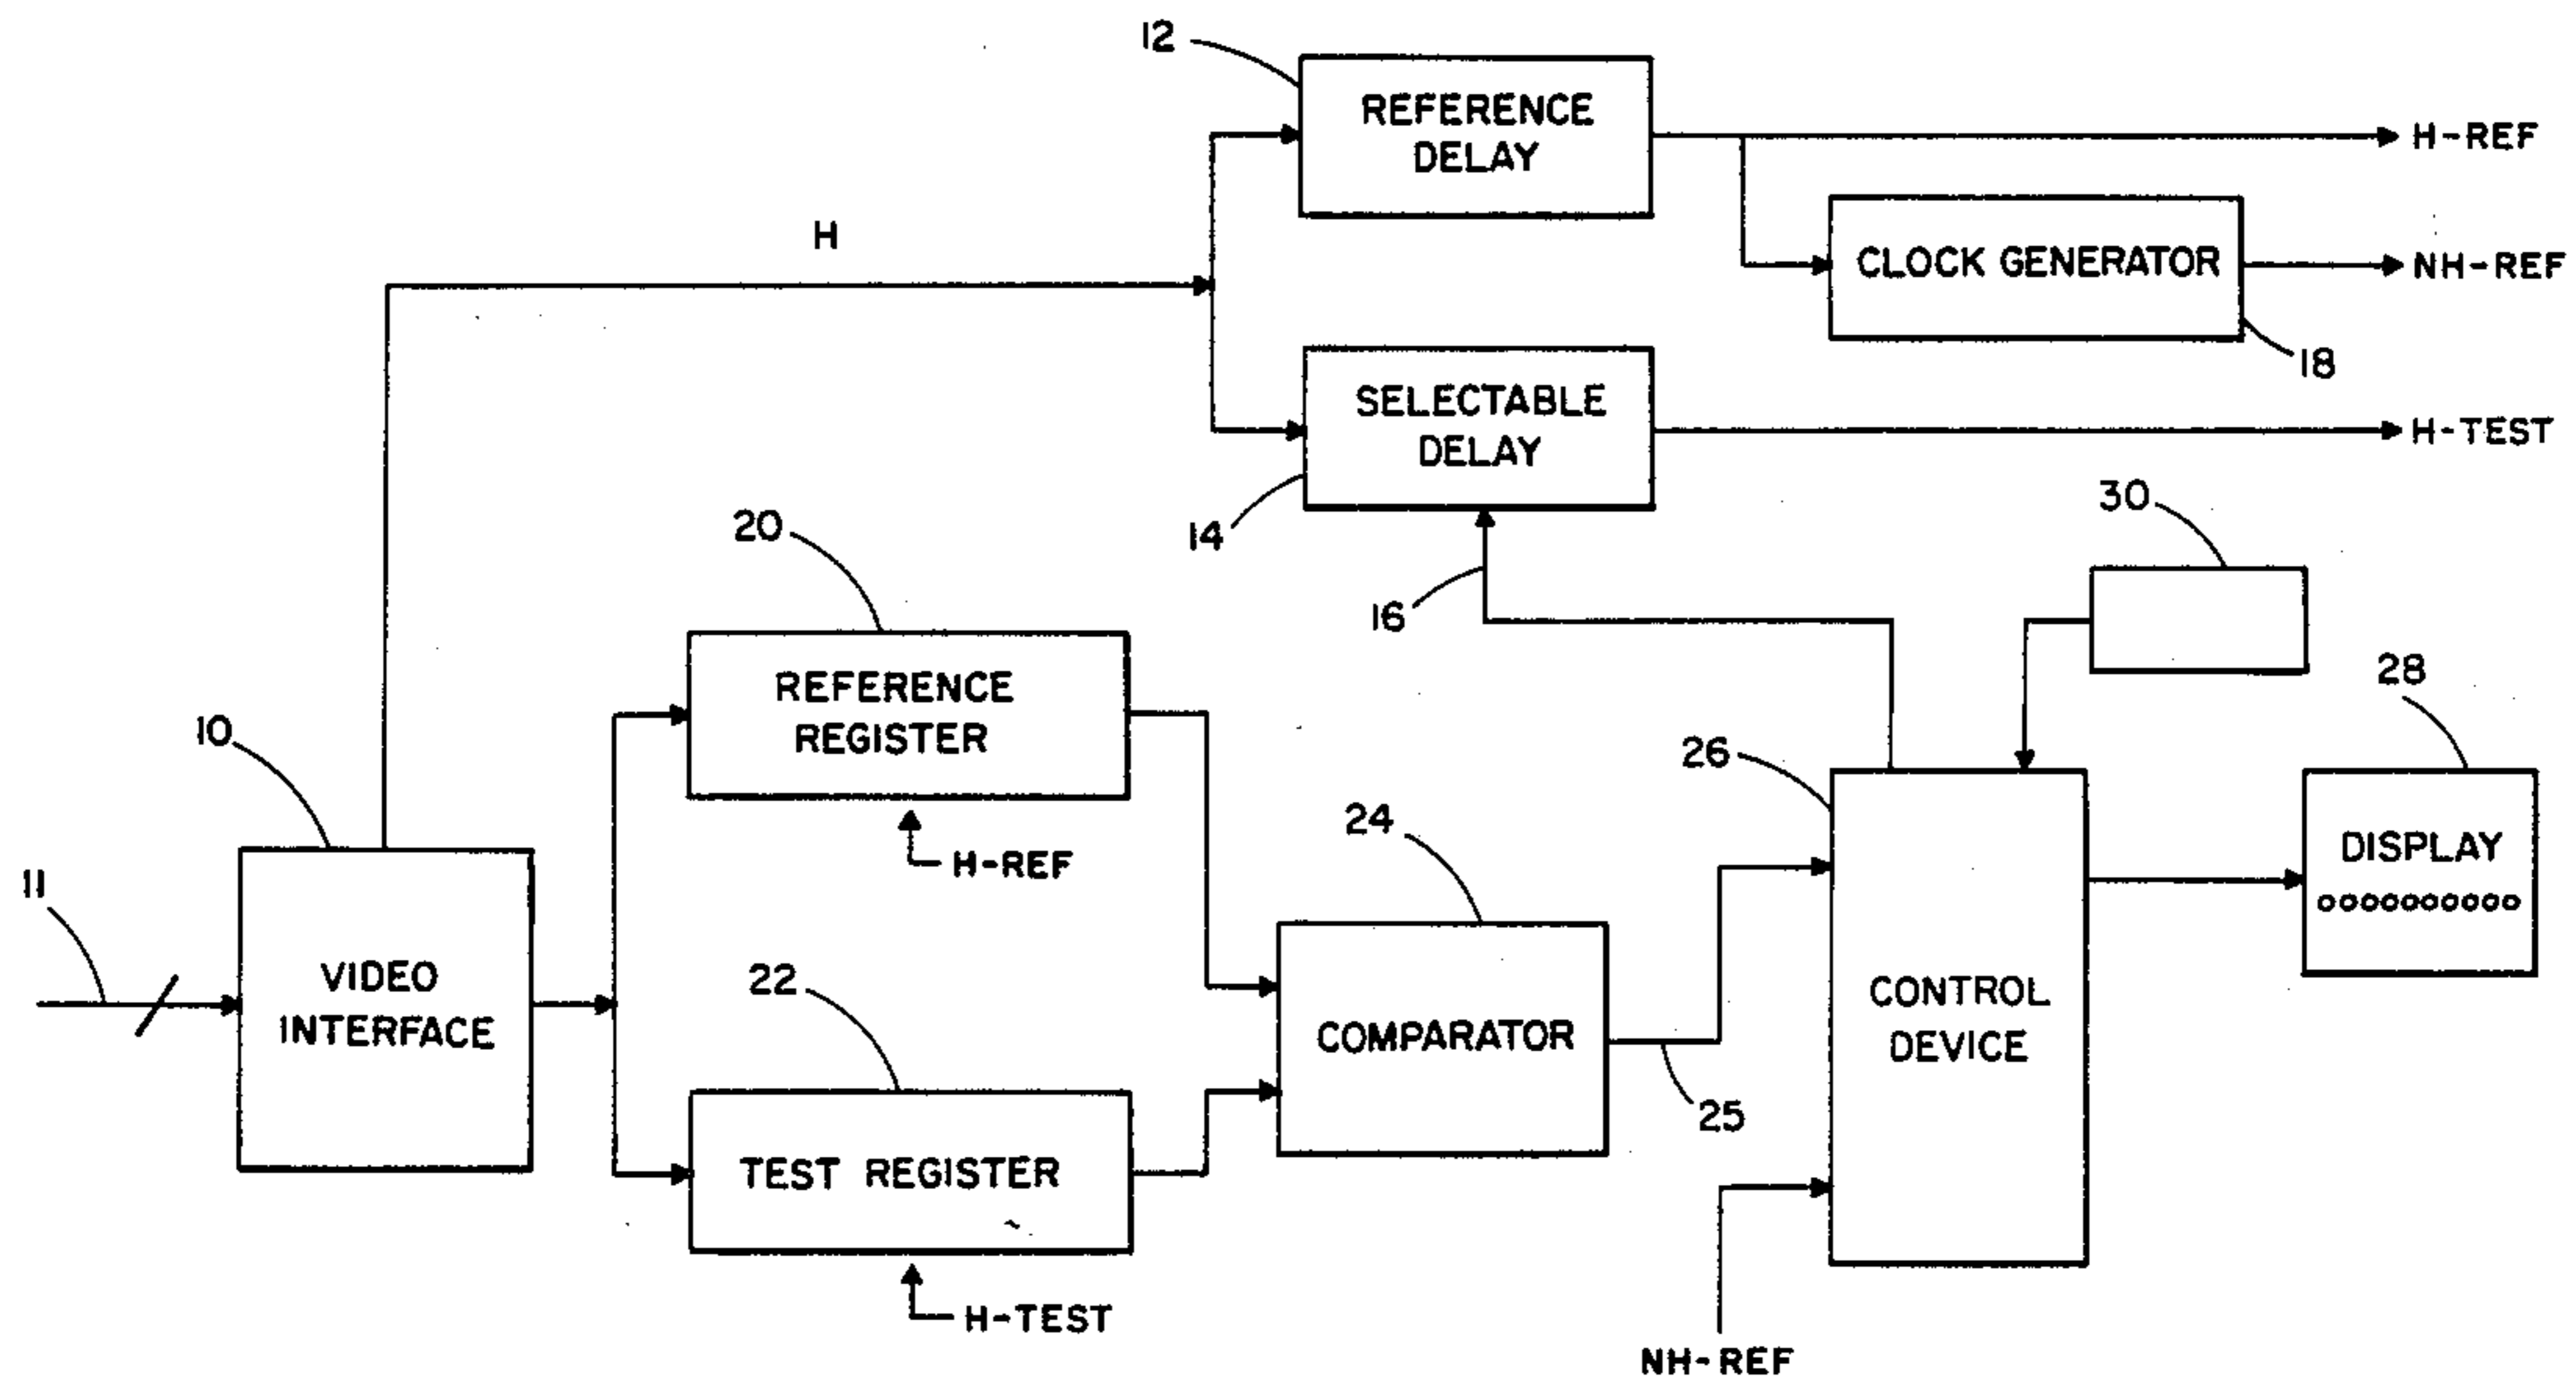 12
REFERENCE
DELAY
H-REF
H
CLOCK GENERATOR
NH-REF
18
SELECTABLE
DELAY
H-TEST
14
30
20
16
REFERENCE
REGISTER
28
10
26
H-REF
24
DISPLAY
11
VIDEO
INTERFACE
22
COMPARATOR
CONTROL
DEVICE
25
TEST REGISTER
H-TEST
NH-REF